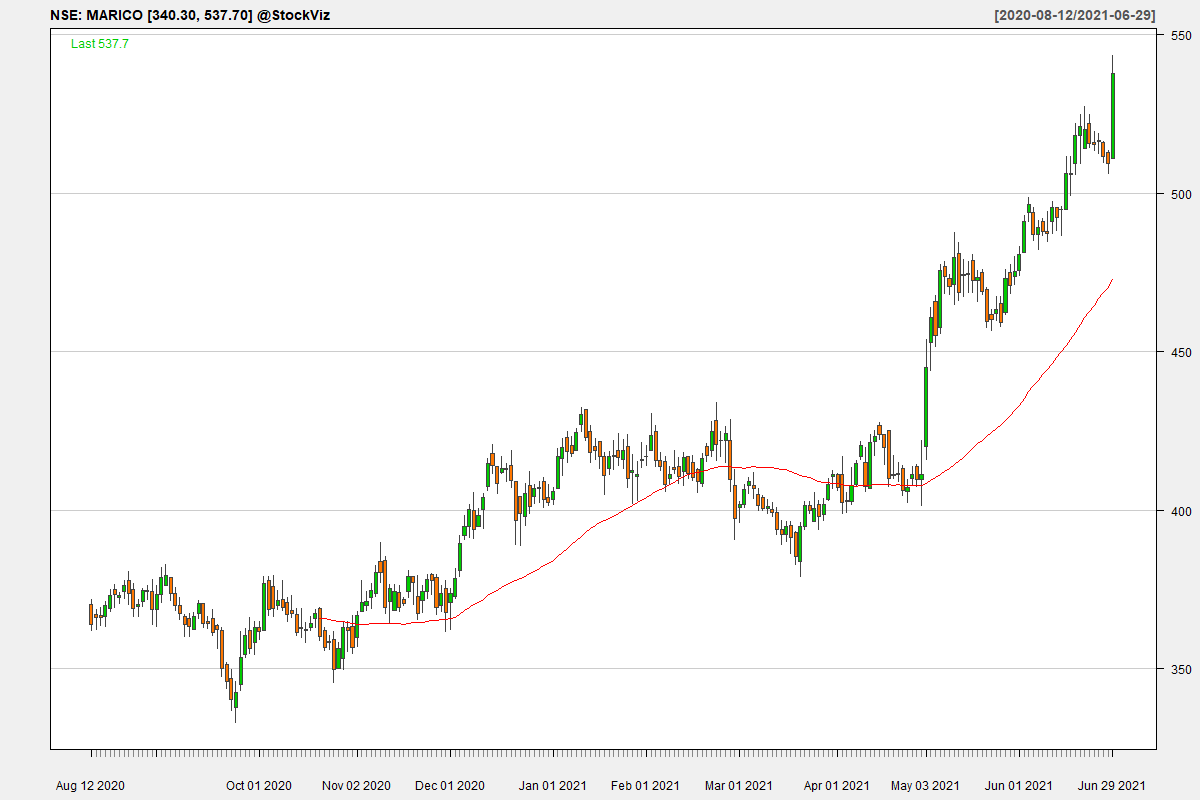 NSE: MARICO [340.30, 537.70] @StockViz [2020-08-12/2021-06-29]
Last 537.7
550
500
450
400
350
Aug 12 2020 Oct 01 2020 Nov 02 2020 Dec 01 2020 Jan 01 2021 Feb 01 2021 Mar 01 2021 Apr 01 2021 May 03 2021 Jun 01 2021 Jun 29 2021